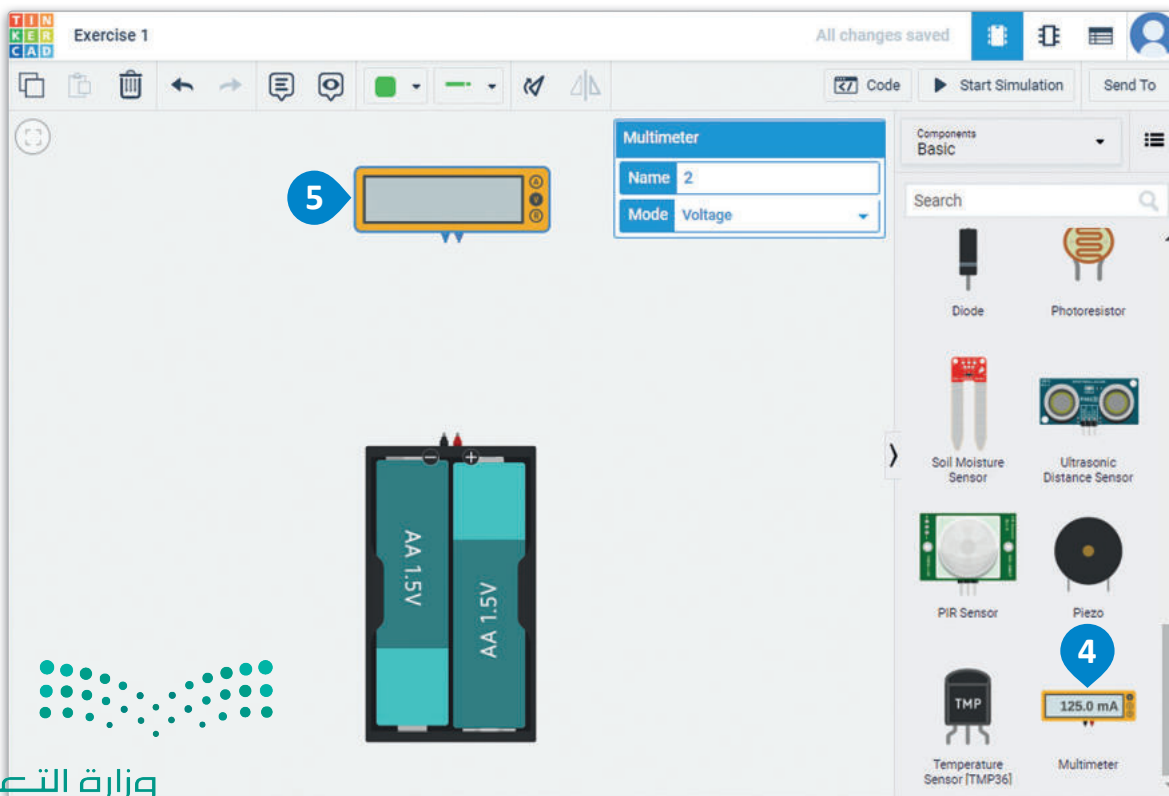 TIN
KER
CAD
Exercise 1
All changes saved
Code
Start Simulation
Send To
Components
Basic
Search
Multimeter
Name 2
Mode Voltage
5
A
V
R
Diode
Photoresistor
Soil Moisture
Sensor
Ultrasonic
Distance Sensor
PIR Sensor
Piezo
4
TMP
125.0 mA
Temperature
Sensor [TMP36]
Multimeter
AA 1.5V
AA 1.5V
وزارة التع